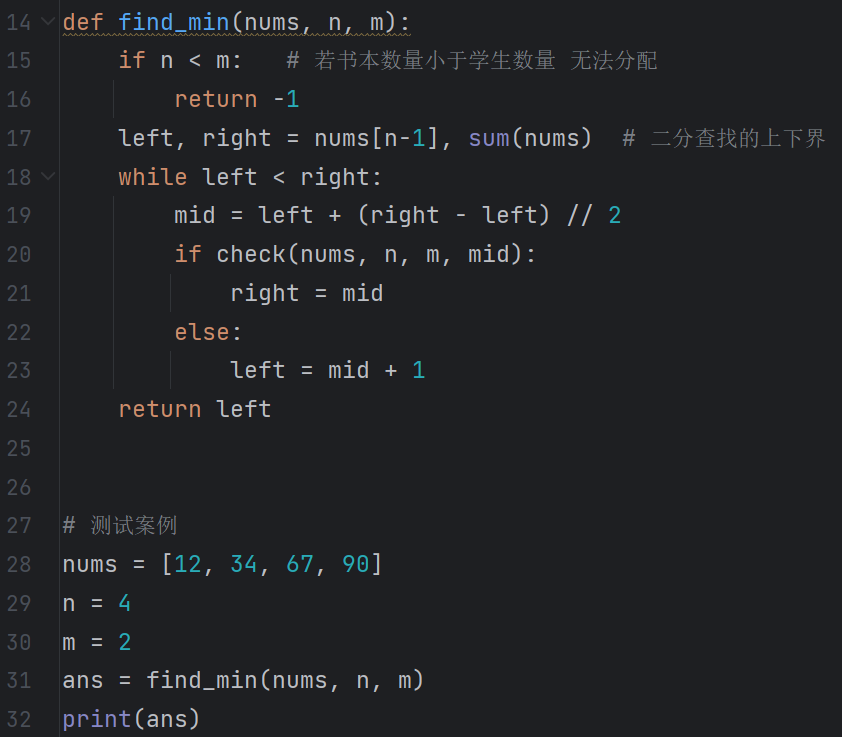 14 def find_min(nums, n, m):
15     if n < m:   # 若书本数量小于学生数量 无法分配
16         return -1
17     left, right = nums[n-1], sum(nums)  # 二分查找的上下界
18     while left < right:
19         mid = left + (right - left) // 2
20         if check(nums, n, m, mid):
21             right = mid
22         else:
23             left = mid + 1
24     return left
25
26
27 # 测试案例
28 nums = [12, 34, 67, 90]
29 n = 4
30 m = 2
31 ans = find_min(nums, n, m)
32 print(ans)